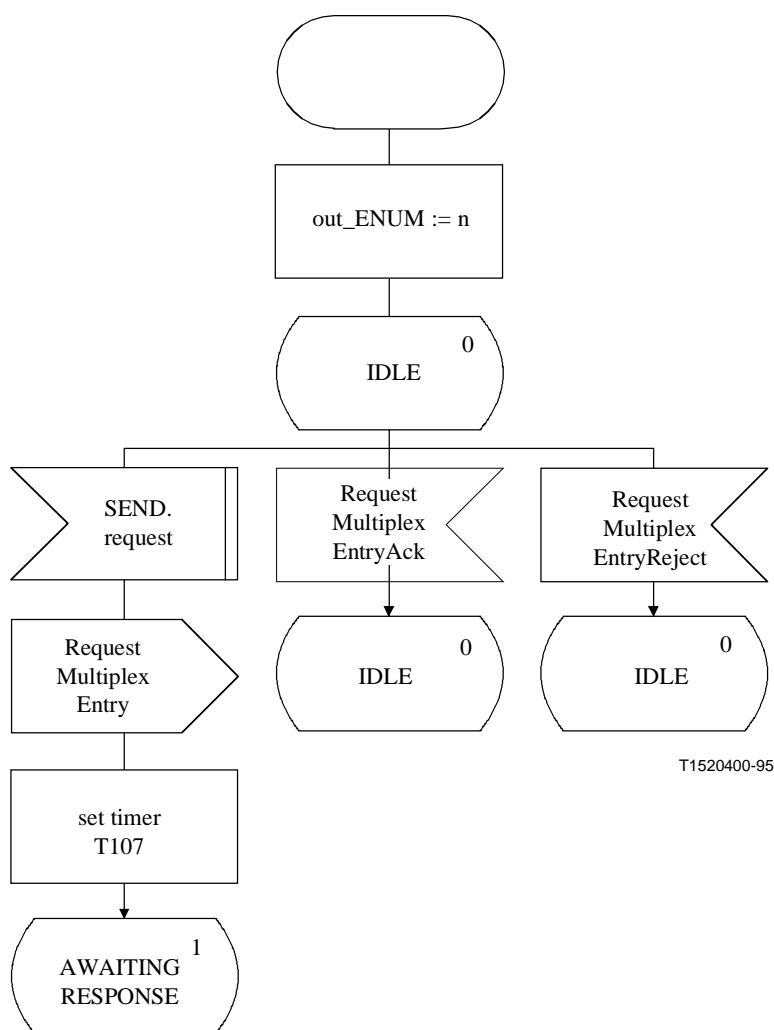 out_ENUM := n
0
IDLE
SEND.
request
Request
Multiplex
EntryAck
Request
Multiplex
EntryReject
Request
Multiplex
Entry
0
IDLE
0
IDLE
T1520400-95
set timer
T107
1
AWAITING
RESPONSE